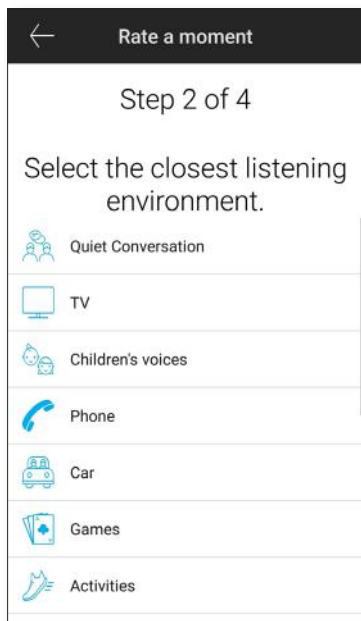 Rate a moment
Step 2 of 4
Select the closest listening
environment.
Quiet Conversation
TV
Children's voices
Phone
Car
Games
Activities